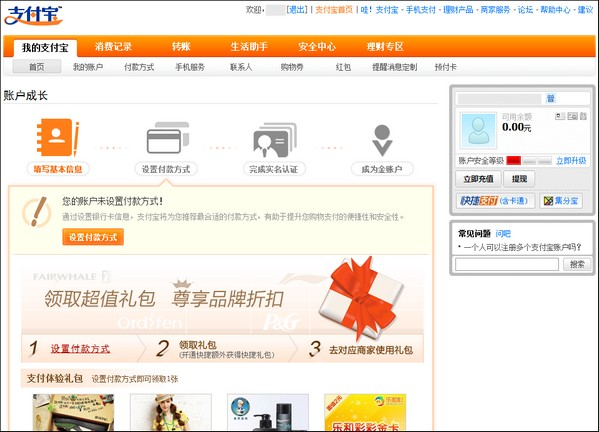 支付宝™
欢迎, [退出] | 支付宝首页 | 哇！支付宝 - 手机支付 - 理财产品 - 商家服务 - 论坛 - 帮助中心 - 建议
我的支付宝 消费记录 转账 生活助手 安全中心 理财专区
首页 我的账户 付款方式 手机服务 联系人 购物券 红包 提醒消息定制 预付卡
账户成长
填写基本信息 设置付款方式 完成实名认证 成为金账户
您的账户未设置付款方式！
通过设置银行卡信息，支付宝将为您推荐最合适的付款方式，有助于提升您购物支付的便捷性和安全性。
设置付款方式
FAIRWHALE
领取超值礼包 尊享品牌折扣
P&G
1 设置付款方式 2 领取礼包 3 去对应商家使用礼包
(开通快捷额外获得快捷礼包)
支付体验礼包 设置付款方式即可领取1张
乐和彩彩金卡
普
可用余额
0.00元
账户安全等级 立即升级
立即充值 提现
快捷支付(含卡通) 集分宝
常见问题 问吧
• 一个人可以注册多个支付宝账户吗？
搜索